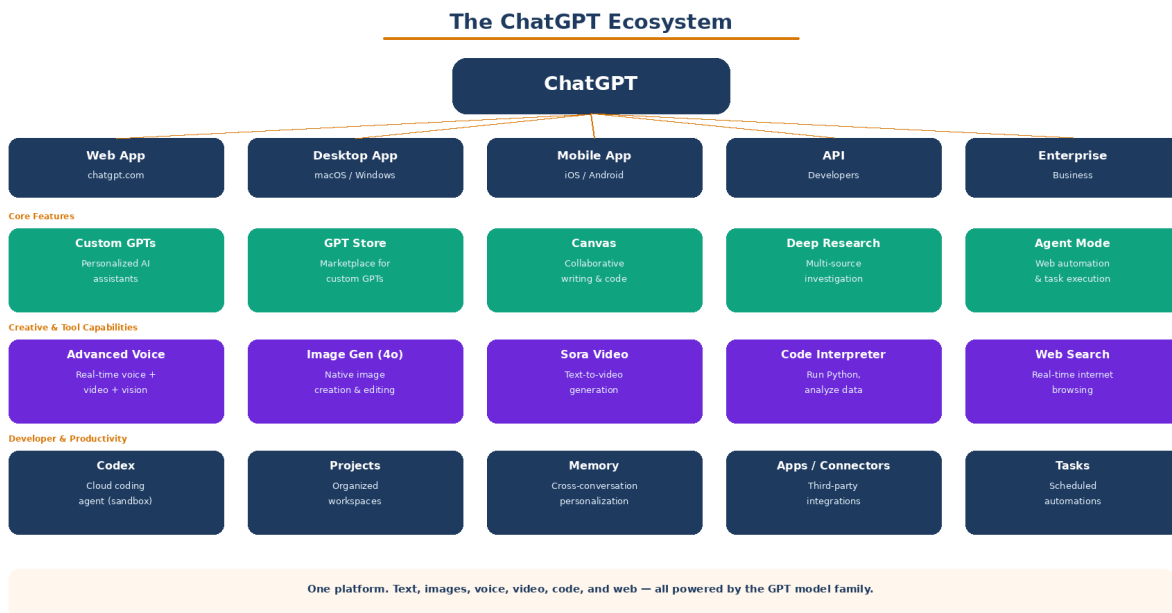 The ChatGPT Ecosystem
ChatGPT
Web App
chatgpt.com
Desktop App
macOS / Windows
Mobile App
iOS / Android
API
Developers
Enterprise
Business
Core Features
Custom GPTs
Personalized AI
assistants
GPT Store
Marketplace for
custom GPTs
Canvas
Collaborative
writing & code
Deep Research
Multi-source
investigation
Agent Mode
Web automation
& task execution
Creative & Tool Capabilities
Advanced Voice
Real-time voice +
video + vision
Image Gen (4o)
Native image
creation & editing
Sora Video
Text-to-video
generation
Code Interpreter
Run Python,
analyze data
Web Search
Real-time internet
browsing
Developer & Productivity
Codex
Cloud coding
agent (sandbox)
Projects
Organized
workspaces
Memory
Cross-conversation
personalization
Apps / Connectors
Third-party
integrations
Tasks
Scheduled
automations
One platform. Text, images, voice, video, code, and web — all powered by the GPT model family.